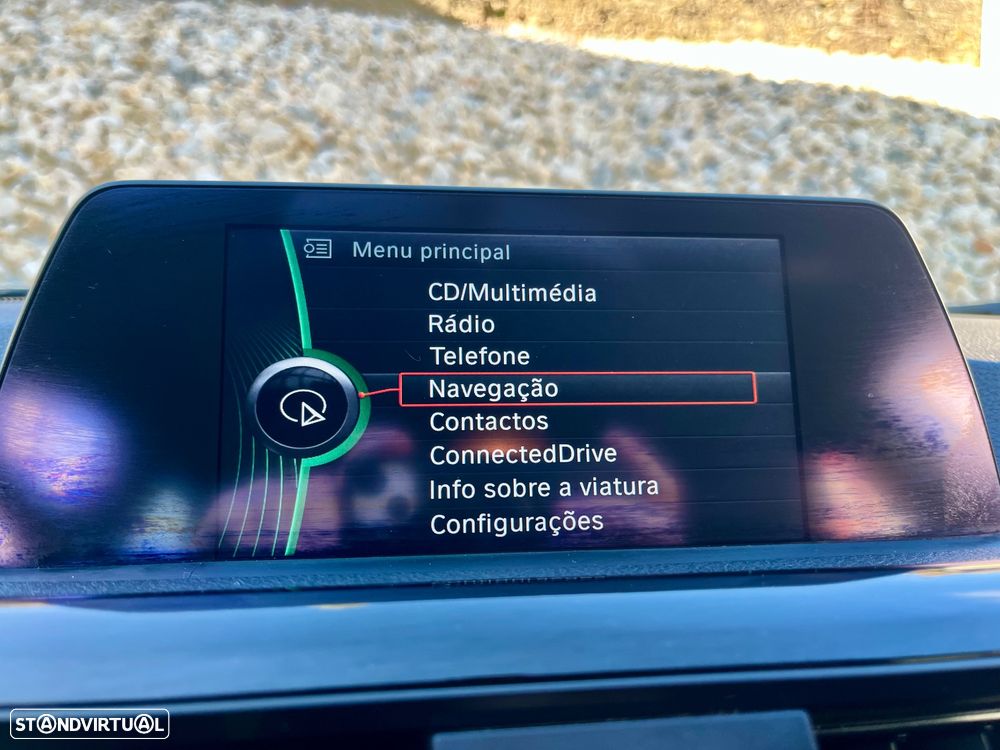 Menu principal
CD/Multimédia
Rádio
Telefone
Navegação
Contactos
ConnectedDrive
Info sobre a viatura
Configurações
STANDVIRTUAL